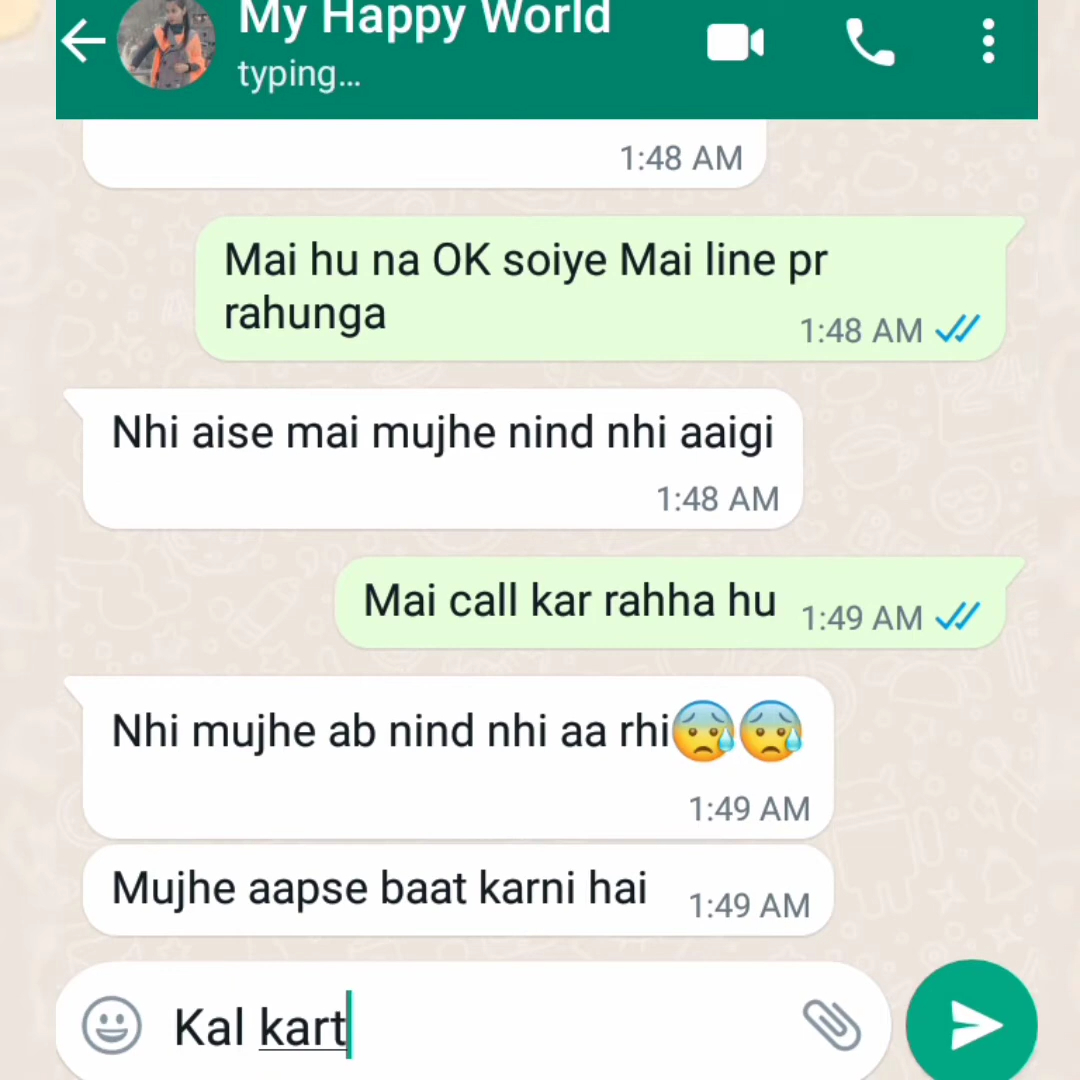 My Happy World
typing...
1:48 AM
Mai hu na OK soiye Mai line pr
rahunga
1:48 AM
Nhi aise mai mujhe nind nhi aaigi
1:48 AM
Mai call kar rahha hu 1:49 AM
Nhi mujhe ab nind nhi aa rhi😰😰
1:49 AM
Mujhe aapse baat karni hai 1:49 AM
Kal kart